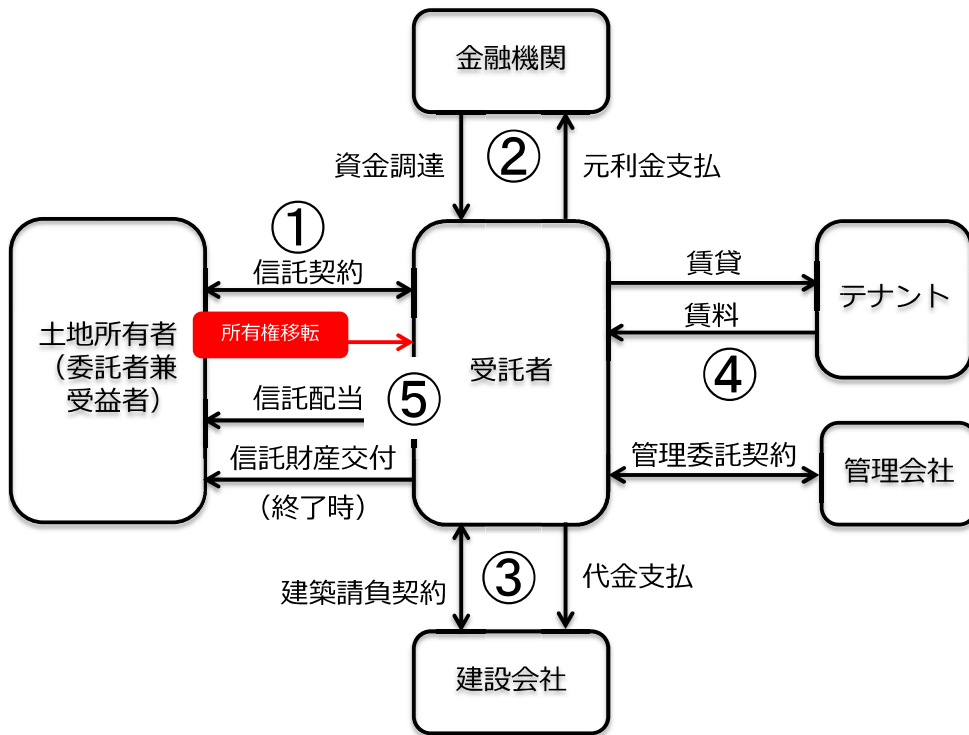 金融機関
資金調達
②
元利金支払
①
信託契約
所有権移転
土地所有者
（委託者兼
受益者）
信託配当
⑤
信託財産交付
（終了時）
受託者
賃貸
賃料
④
テナント
管理委託契約
管理会社
建築請負契約
③
代金支払
建設会社